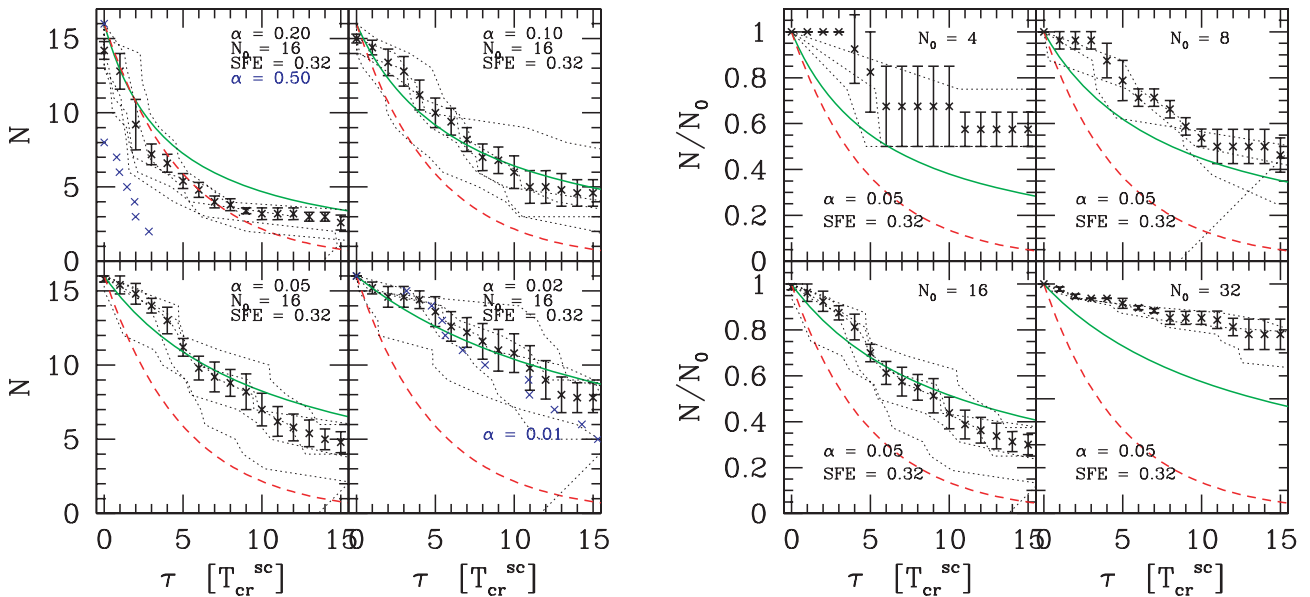 α = 0.20
N₀ = 16
SFE = 0.32
α = 0.50
α = 0.10
N₀ = 16
SFE = 0.32
15
10
5
0
N
α = 0.05
N₀ = 16
SFE = 0.32
α = 0.02
N₀ = 16
SFE = 0.32
α = 0.01
15
10
5
0
N
0 5 10 15
0 5 10 15
τ [T_cr^sc]
τ [T_cr^sc]
N₀ = 4
N₀ = 8
1
0.8
0.6
0.4
0.2
0
N/N₀
α = 0.05
SFE = 0.32
α = 0.05
SFE = 0.32
N₀ = 16
N₀ = 32
1
0.8
0.6
0.4
0.2
0
N/N₀
α = 0.05
SFE = 0.32
α = 0.05
SFE = 0.32
0 5 10 15
0 5 10 15
τ [T_cr^sc]
τ [T_cr^sc]